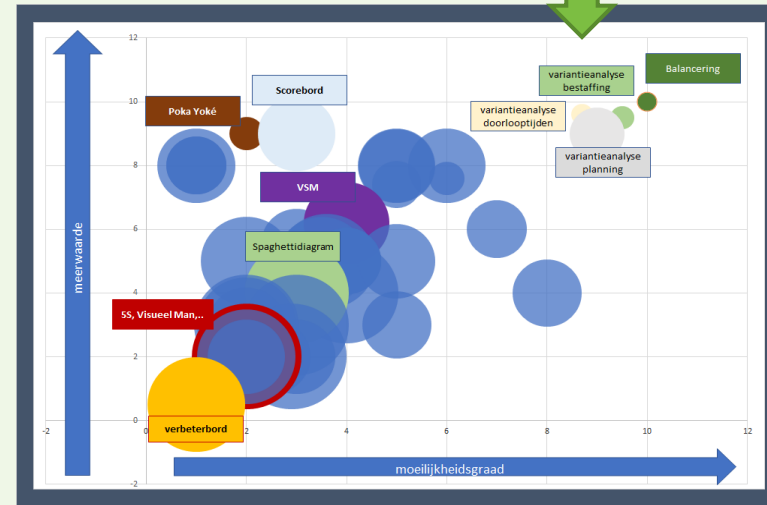 12
variantieanalyse
bestaffing
Balancering
Scorebord
10
Poka Yoké
variantieanalyse
doorlooptijden
variantieanalyse
planning
8
VSM
6
Spaghettidiagram
meerwaarde
4
5S, Visueel Man,..
2
verbeterbord
0
-2
0
2
4
6
8
10
12
moeilijkheidsgraad
-2